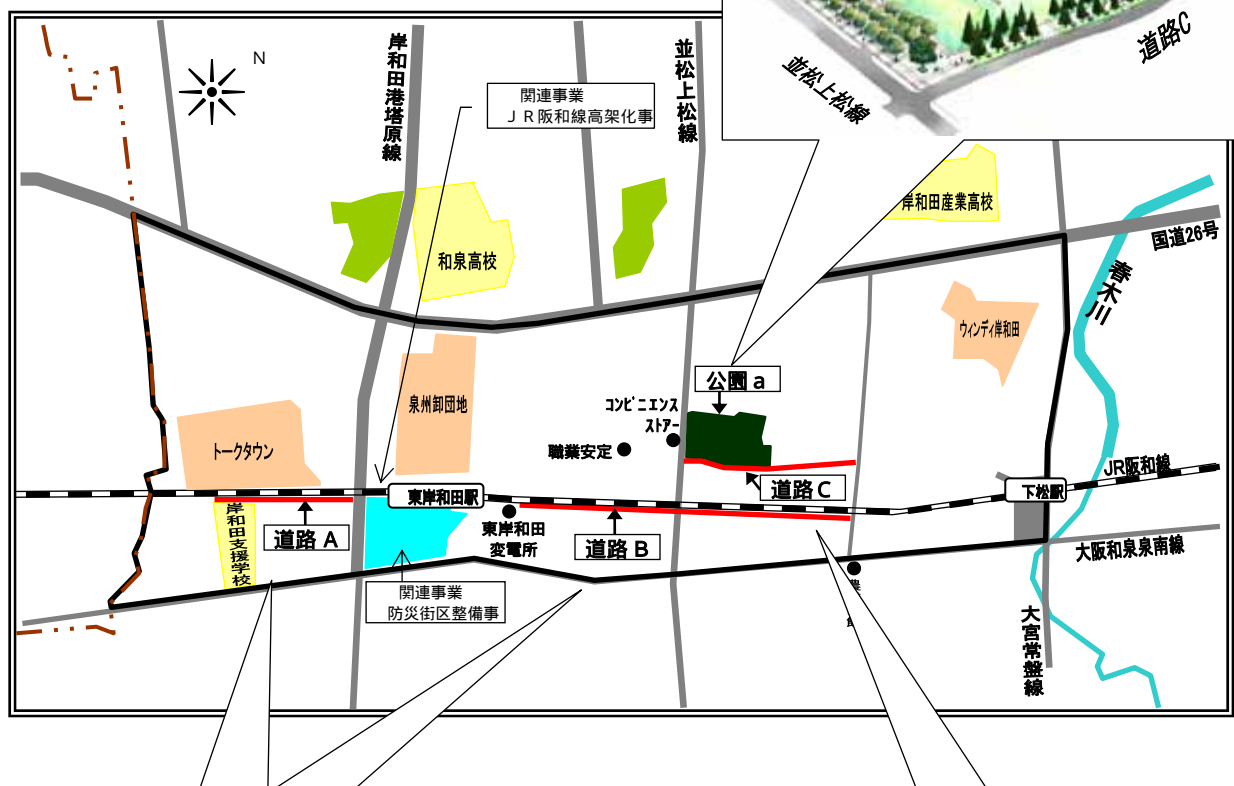 道路C
並松上松線
N
岸和田港塔原線
並松上松線
関連事業
ＪＲ阪和線高架化事
岸和田産業高校
国道26号
春木川
和泉高校
ウィンディ岸和田
公園 a
泉州卸団地
コンビニエンス
ストアー
職業安定
トークタウン
JR阪和線
下松駅
東岸和田駅
道路 C
岸和田支援学校
道路 A
東岸和田
変電所
道路 B
大阪和泉泉南線
関連事業
防災街区整備事
大宮常盤線